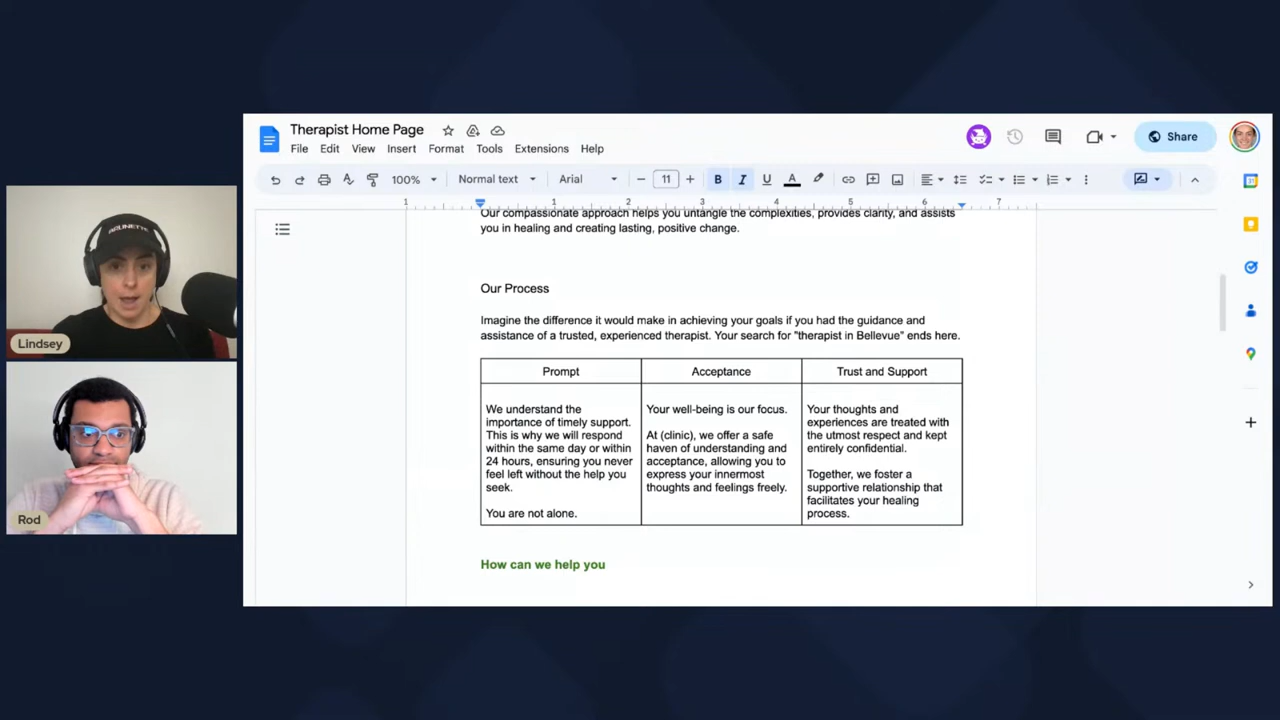 Therapist Home Page
File Edit View Insert Format Tools Extensions Help
Share
100% Normal text Arial 11 B I U A
1 1 2 3 4 5 6 7
Our compassionate approach helps you untangle the complexities, provides clarity, and assists
you in healing and creating lasting, positive change.
Our Process
Imagine the difference it would make in achieving your goals if you had the guidance and
assistance of a trusted, experienced therapist. Your search for "therapist in Bellevue" ends here.
Prompt
We understand the
importance of timely support.
This is why we will respond
within the same day or within
24 hours, ensuring you never
feel left without the help you
seek.
You are not alone.
Acceptance
Your well-being is our focus.
At (clinic), we offer a safe
haven of understanding and
acceptance, allowing you to
express your innermost
thoughts and feelings freely.
Trust and Support
Your thoughts and
experiences are treated with
the utmost respect and kept
entirely confidential.
Together, we foster a
supportive relationship that
facilitates your healing
process.
How can we help you
Lindsey
Rod